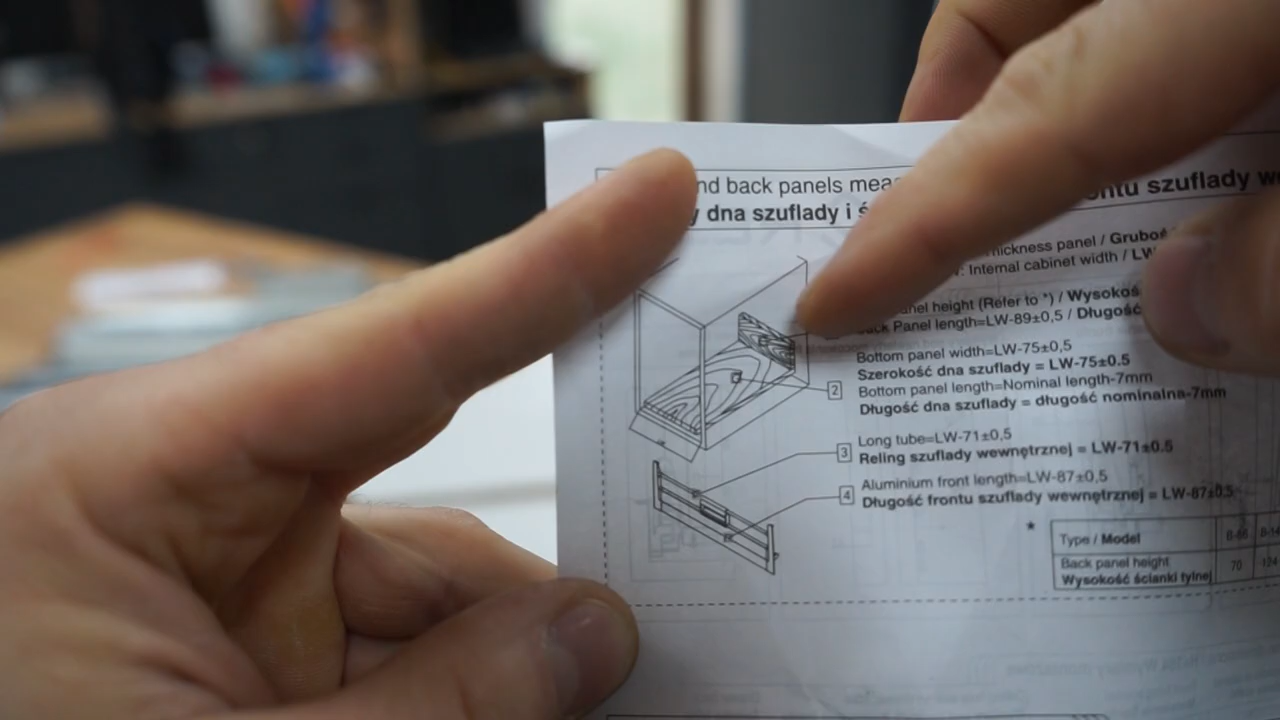 nd back panels mea
y dna szuflady i ś
ontu szuflady w
hickness panel / Gruboś
: Internal cabinet width / LW
nel height (Refer to *) / Wysokoś
Back Panel length=LW-89±0,5 / Długość
Bottom panel width=LW-75±0,5
Szerokość dna szuflady = LW-75±0.5
Bottom panel length=Nominal length-7mm
2
Długość dna szuflady = długość nominalna-7mm
Long tube=LW-71±0,5
3
Reling szuflady wewnętrznej = LW-71±0.5
Aluminium front length=LW-87±0,5
4
Długość frontu szuflady wewnętrznej = LW-87±0.5
*
Type / Model
Back panel height
70
Wysokość ścianki tylnej